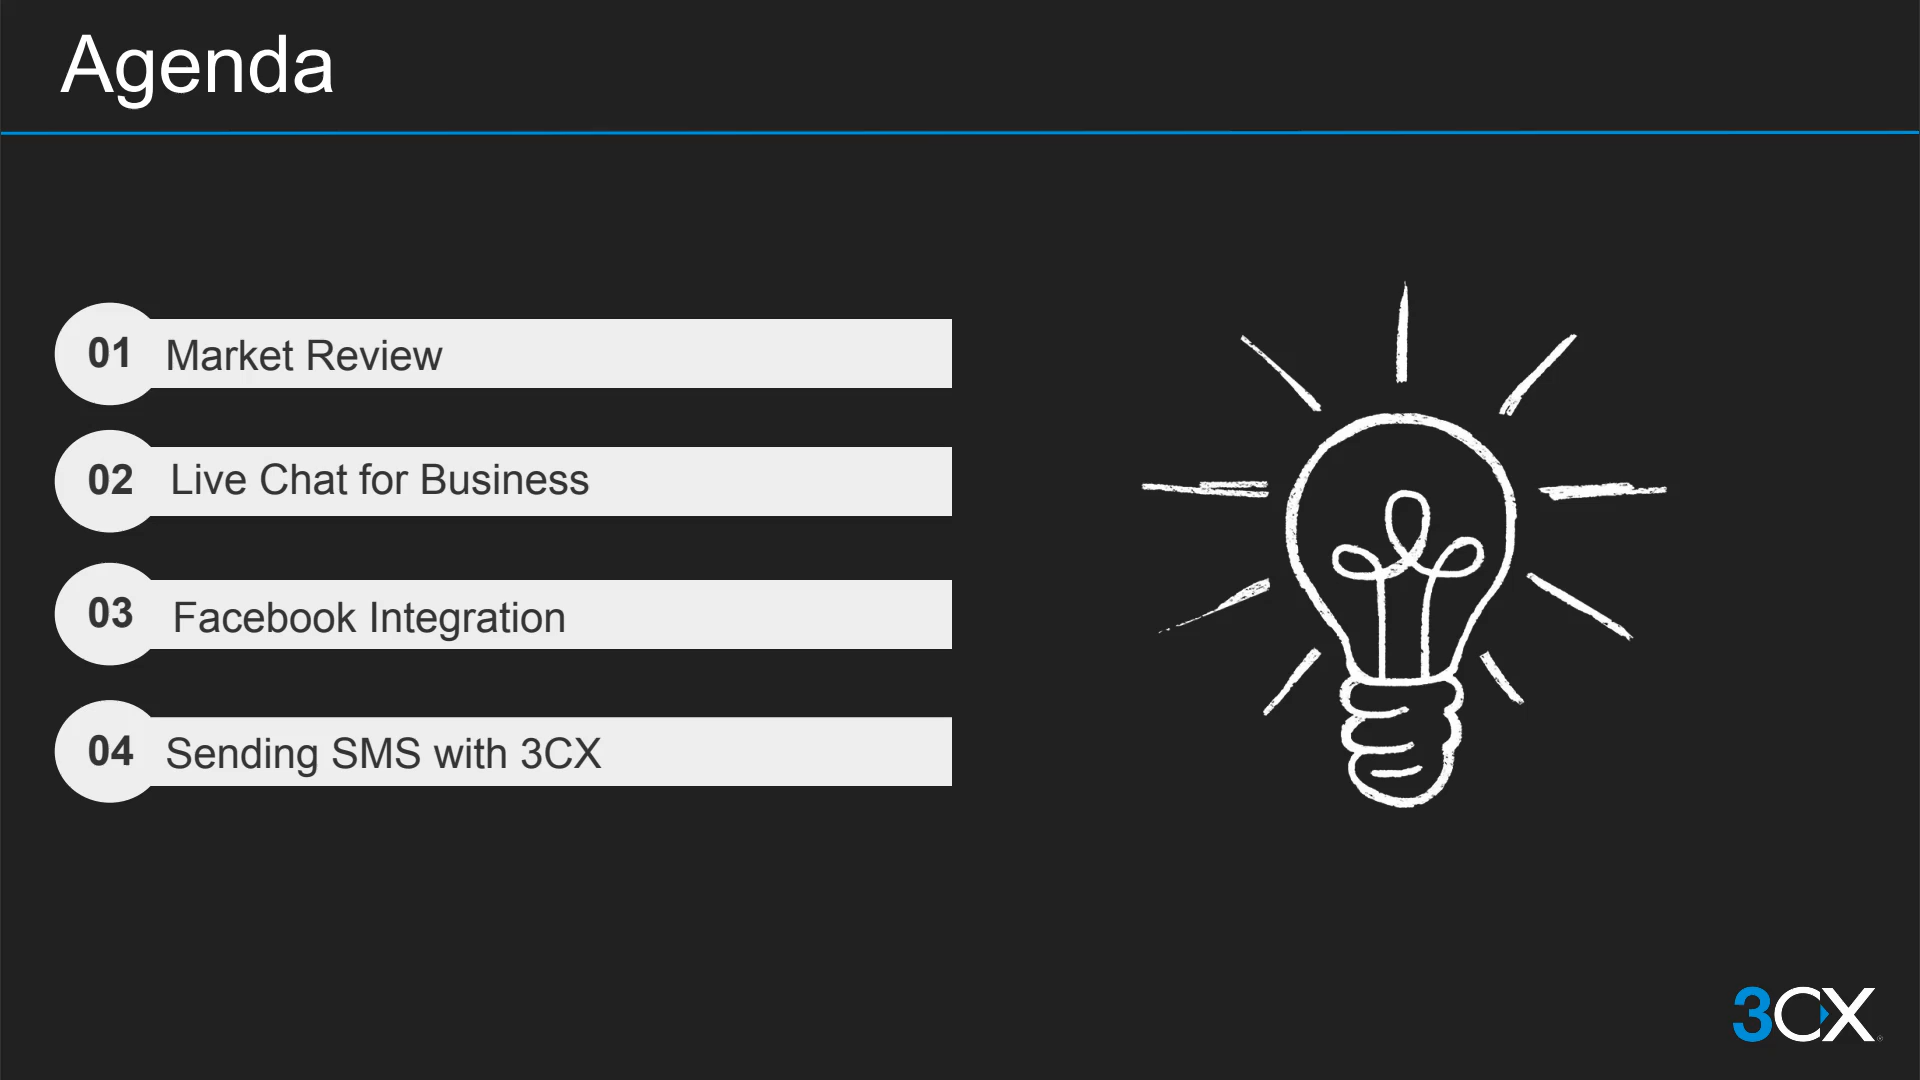 Agenda
01 Market Review
02 Live Chat for Business
03 Facebook Integration
04 Sending SMS with 3CX
3CX®